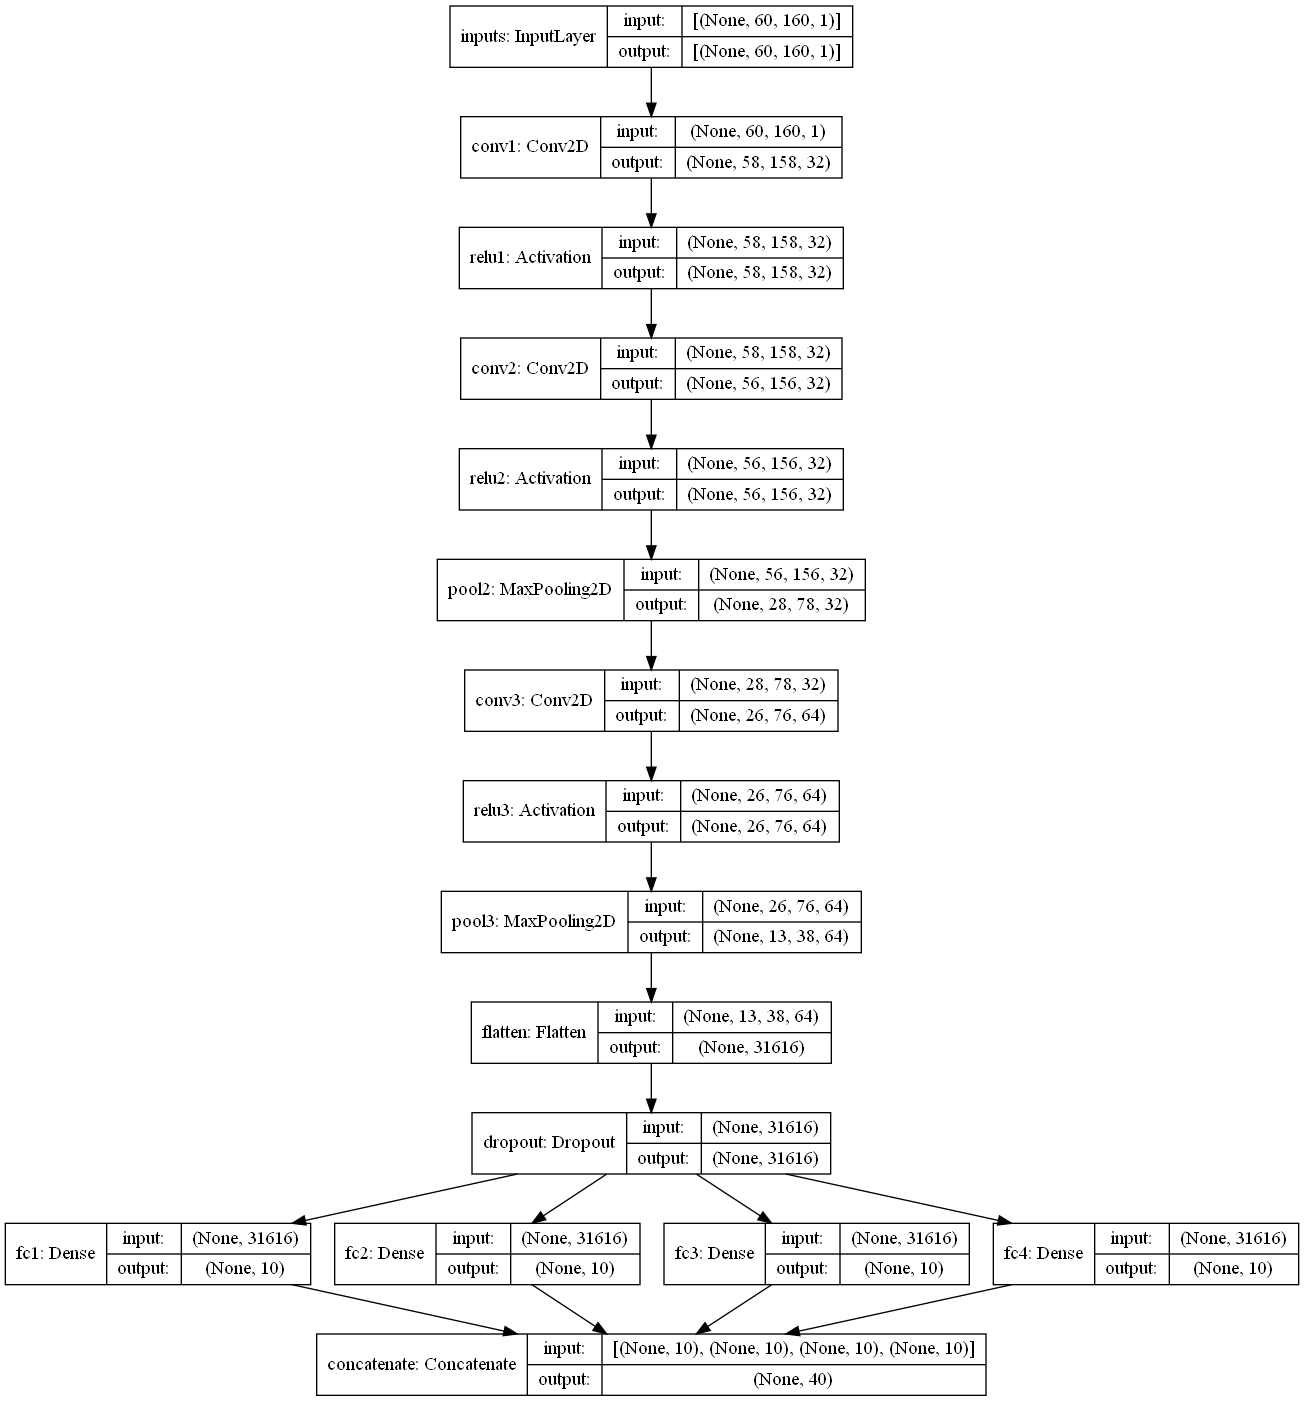 inputs: InputLayer
input:
[(None, 60, 160, 1)]
output:
[(None, 60, 160, 1)]
conv1: Conv2D
input:
(None, 60, 160, 1)
output:
(None, 58, 158, 32)
relu1: Activation
input:
(None, 58, 158, 32)
output:
(None, 58, 158, 32)
conv2: Conv2D
input:
(None, 58, 158, 32)
output:
(None, 56, 156, 32)
relu2: Activation
input:
(None, 56, 156, 32)
output:
(None, 56, 156, 32)
pool2: MaxPooling2D
input:
(None, 56, 156, 32)
output:
(None, 28, 78, 32)
conv3: Conv2D
input:
(None, 28, 78, 32)
output:
(None, 26, 76, 64)
relu3: Activation
input:
(None, 26, 76, 64)
output:
(None, 26, 76, 64)
pool3: MaxPooling2D
input:
(None, 26, 76, 64)
output:
(None, 13, 38, 64)
flatten: Flatten
input:
(None, 13, 38, 64)
output:
(None, 31616)
dropout: Dropout
input:
(None, 31616)
output:
(None, 31616)
fc1: Dense
input:
(None, 31616)
output:
(None, 10)
fc2: Dense
input:
(None, 31616)
output:
(None, 10)
fc3: Dense
input:
(None, 31616)
output:
(None, 10)
fc4: Dense
input:
(None, 31616)
output:
(None, 10)
concatenate: Concatenate
input:
[(None, 10), (None, 10), (None, 10), (None, 10)]
output:
(None, 40)